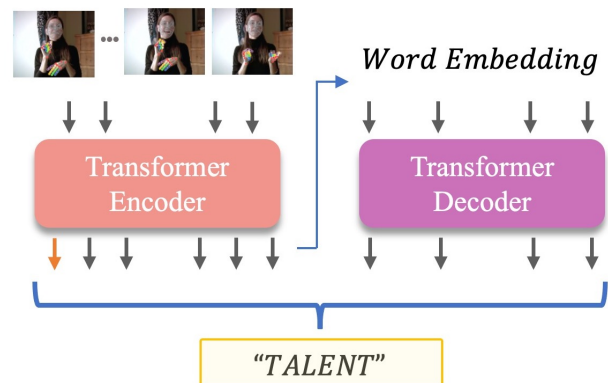 Word Embedding
Transformer
Encoder
Transformer
Decoder
“TALENT”